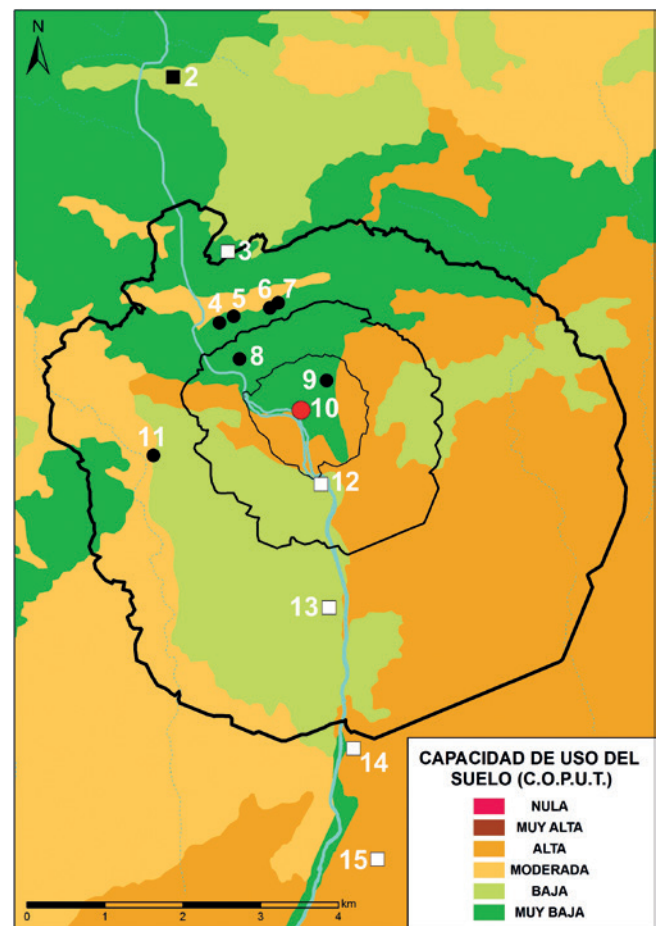 N
2
3
4
5
6
7
8
9
10
11
12
13
14
15
CAPACIDAD DE USO DEL
SUELO (C.O.P.U.T.)
NULA
MUY ALTA
ALTA
MODERADA
BAJA
MUY BAJA
km
0 1 2 3 4